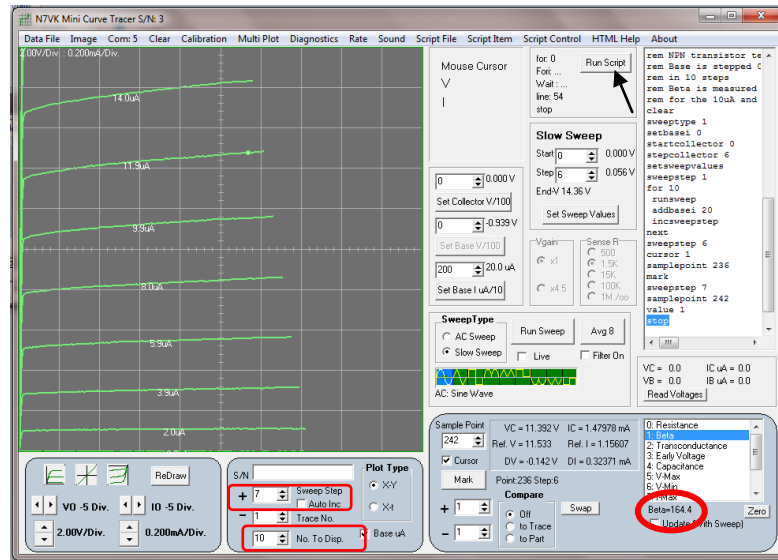 N7VK Mini Curve Tracer S/N: 3
Data File Image Com: 5 Clear Calibration Multi Plot Diagnostics Rate Sound Script File Script Item Script Control HTML Help About
2.00V/Div. : 0.200mA/Div.
14.0uA
11.9uA
9.9uA
8.0uA
5.9uA
3.9uA
2.0uA
Mouse Cursor
V
I
for: 0
Fori: ...
Wait : ...
line: 54
stop
Run Script
Slow Sweep
Start 0 0.000 V
Step 6 0.056 V
End-V 14.36 V
Set Sweep Values
0 0.000 V
Set Collector V/100
0 -0.939 V
Set Base V/100
200 20.0 uA
Set Base I uA/10
Vgain
x1
x4.5
Sense R
500
1.5K
15K
100K
1M /oo
SweepType
AC Sweep
Slow Sweep
Run Sweep
Avg 8
Live
Filter On
AC: Sine Wave
rem NPN transistor te
rem Base is stepped
rem in 10 steps
rem Beta is measured
rem for the 10uA and
clear
sweeptype 1
setbasei 0
startcollector 0
stepcollector 6
setsweepvalues
sweepstep 1
for 10
runsweep
addbasei 20
incsweepstep
next
sweepstep 6
cursor 1
samplepoint 236
mark
sweepstep 7
samplepoint 242
value 1
stop
VC = 0.0 IC uA = 0.0
VB = 0.0 IB uA = 0.0
Read Voltages
ReDraw
VO -5 Div.
IO -5 Div.
2.00V/Div.
0.200mA/Div.
S/N
+ 7 Sweep Step
Auto Inc
- 1 Trace No.
10 No. To Disp.
Plot Type
X-Y
X-t
Base uA
Sample Point
242
Cursor
Mark
VC = 11.392 V IC = 1.47978 mA
Ref. V = 11.533 Ref. I = 1.15607
DV = -0.142 V DI = 0.32371 mA
Point:236 Step:6
Compare
+ 1
- 1
Off
to Trace
to Part
Swap
0: Resistance
1: Beta
2: Transconductance
3: Early Voltage
4: Capacitance
5: V-Max
6: V-Min
Beta=164.4
Zero
Update (With Sweep)